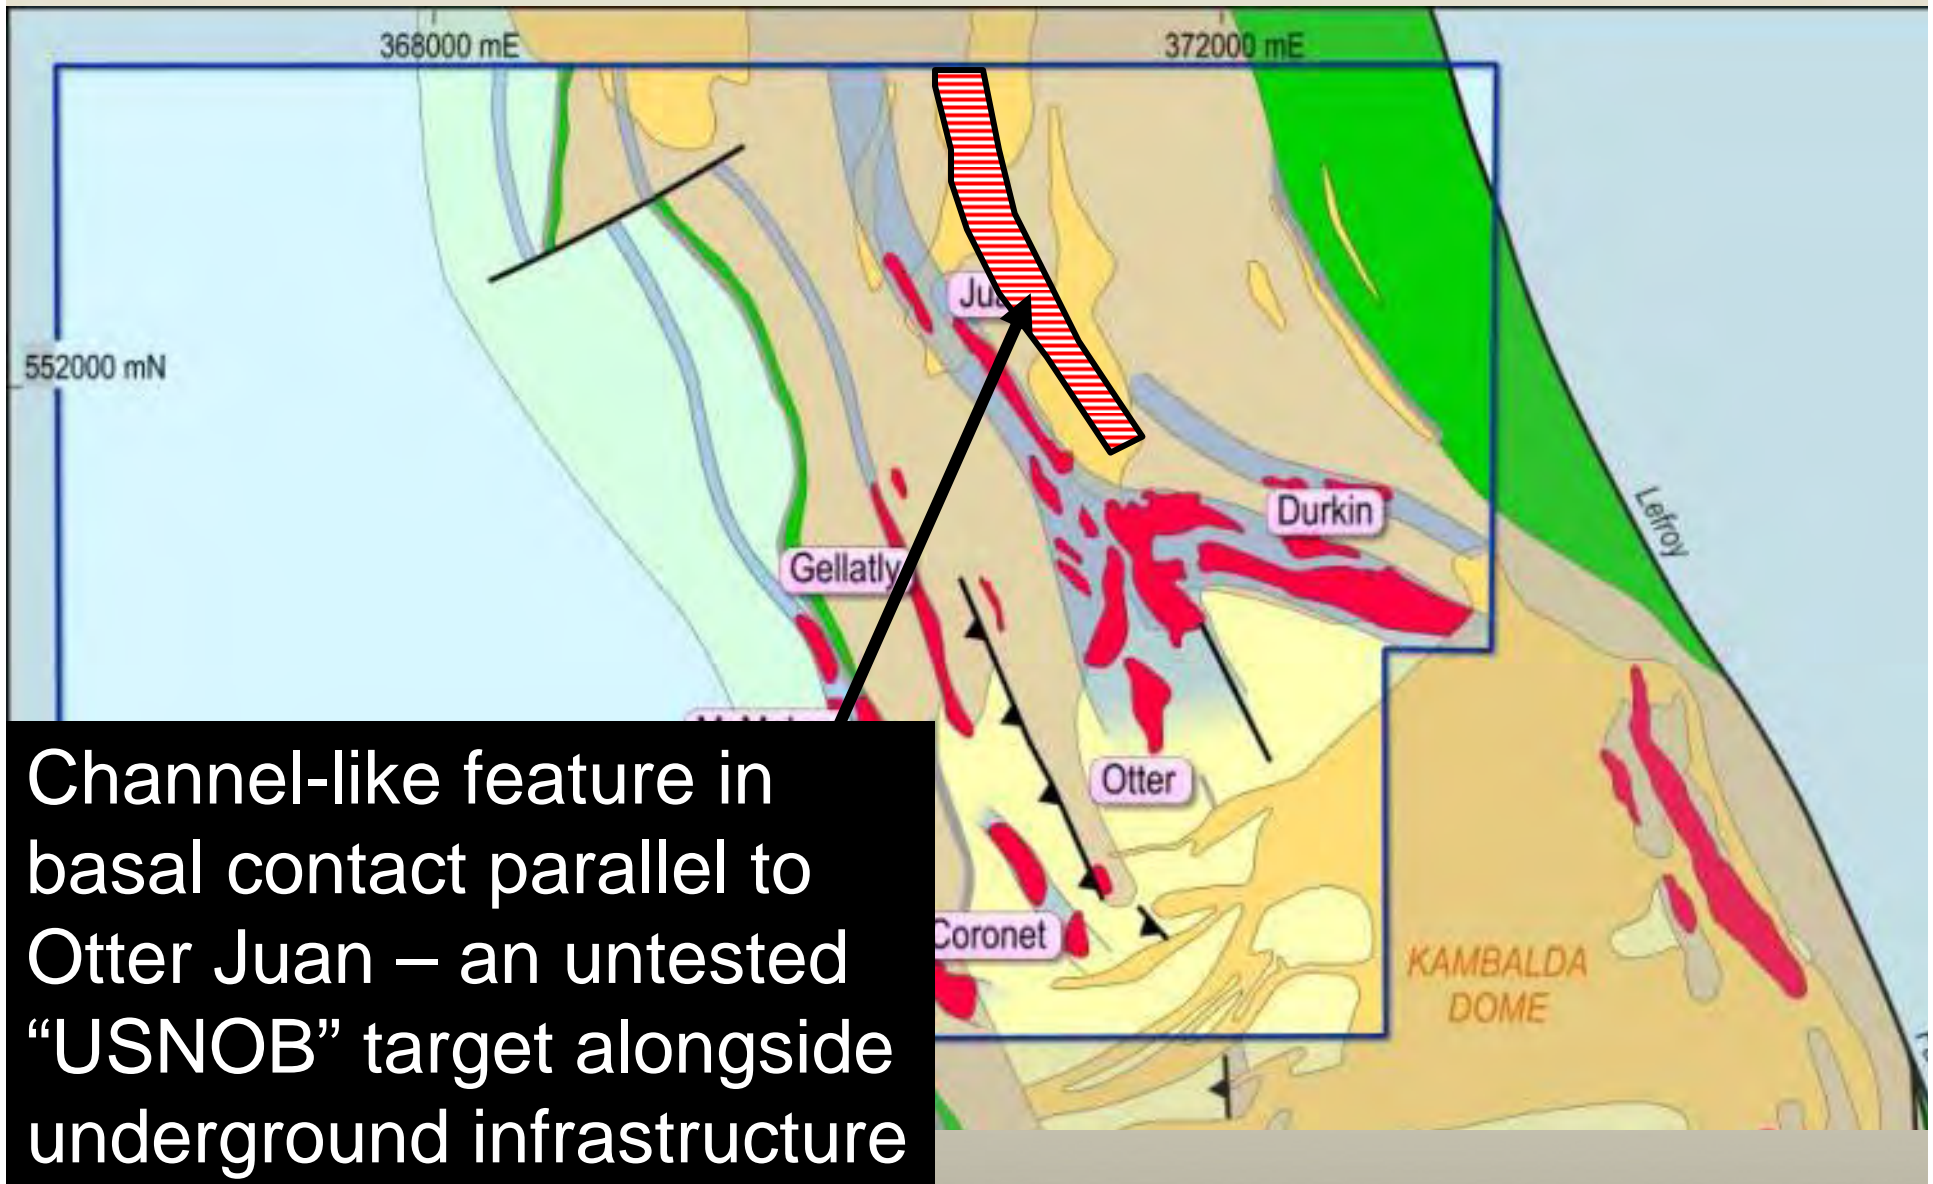 368000 mE
372000 mE
552000 mN
Lefroy
Durkin
Gellatly
Otter
Coronet
KAMBALDA
DOME
Channel-like feature in
basal contact parallel to
Otter Juan – an untested
“USNOB” target alongside
underground infrastructure